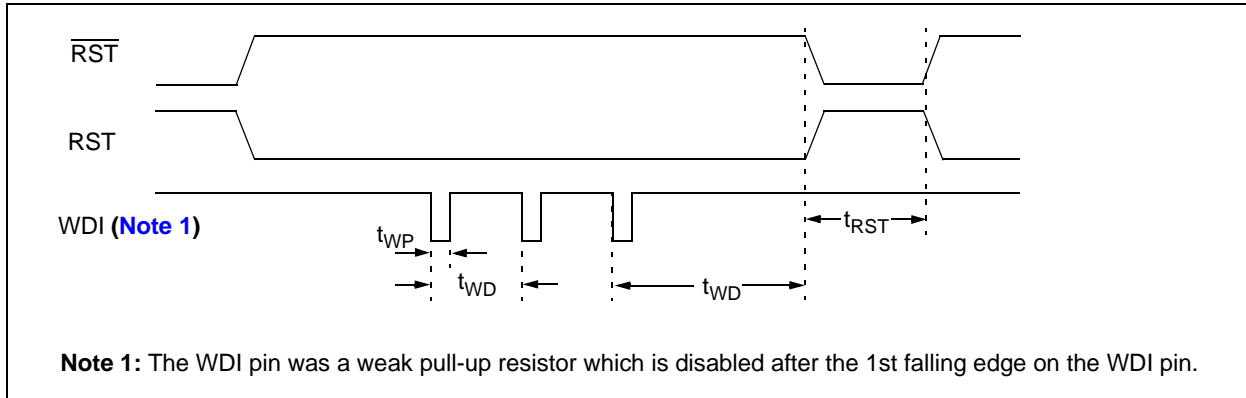 R̅S̅T̅
RST
WDI (Note 1)
tWP
tWD
tWD
tRST
Note 1: The WDI pin was a weak pull-up resistor which is disabled after the 1st falling edge on the WDI pin.